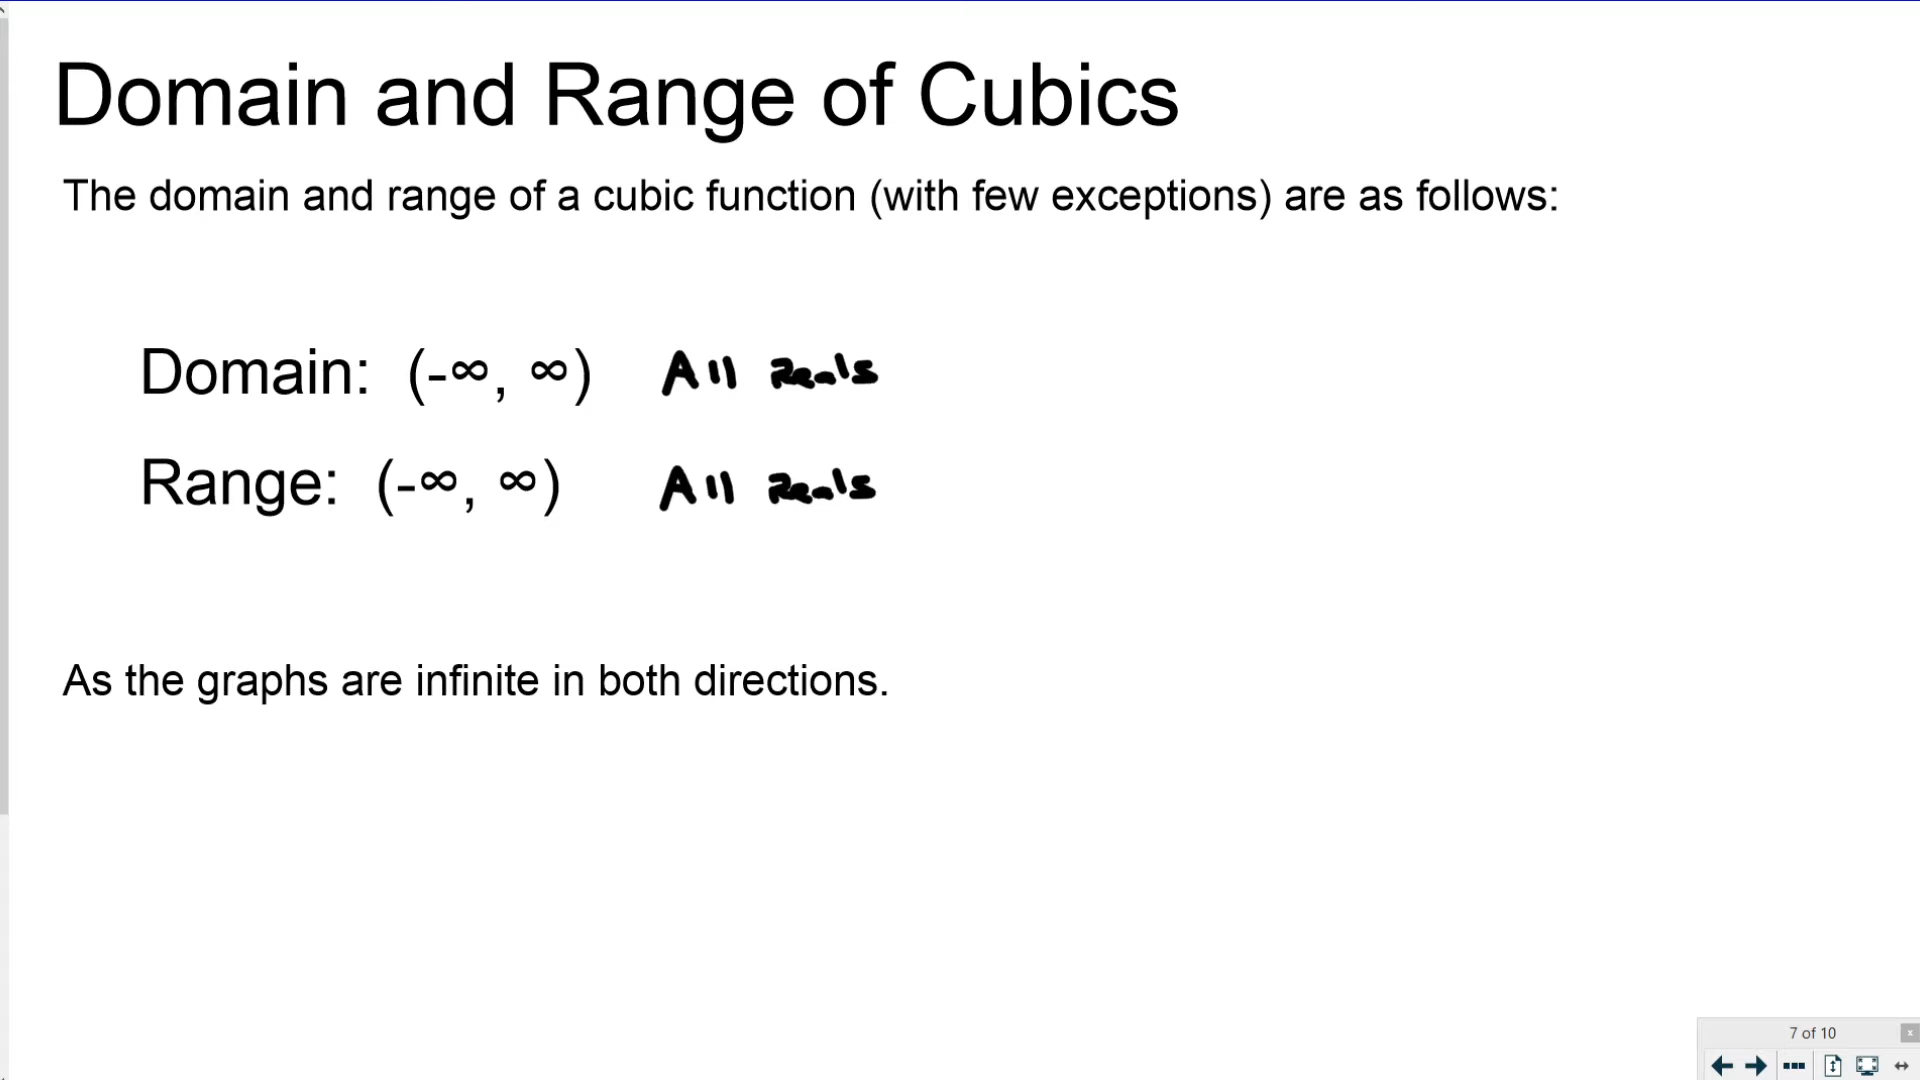 Domain and Range of Cubics
The domain and range of a cubic function (with few exceptions) are as follows:
Domain: (-∞, ∞) All Reals
Range: (-∞, ∞) All Reals
As the graphs are infinite in both directions.
7 of 10
x